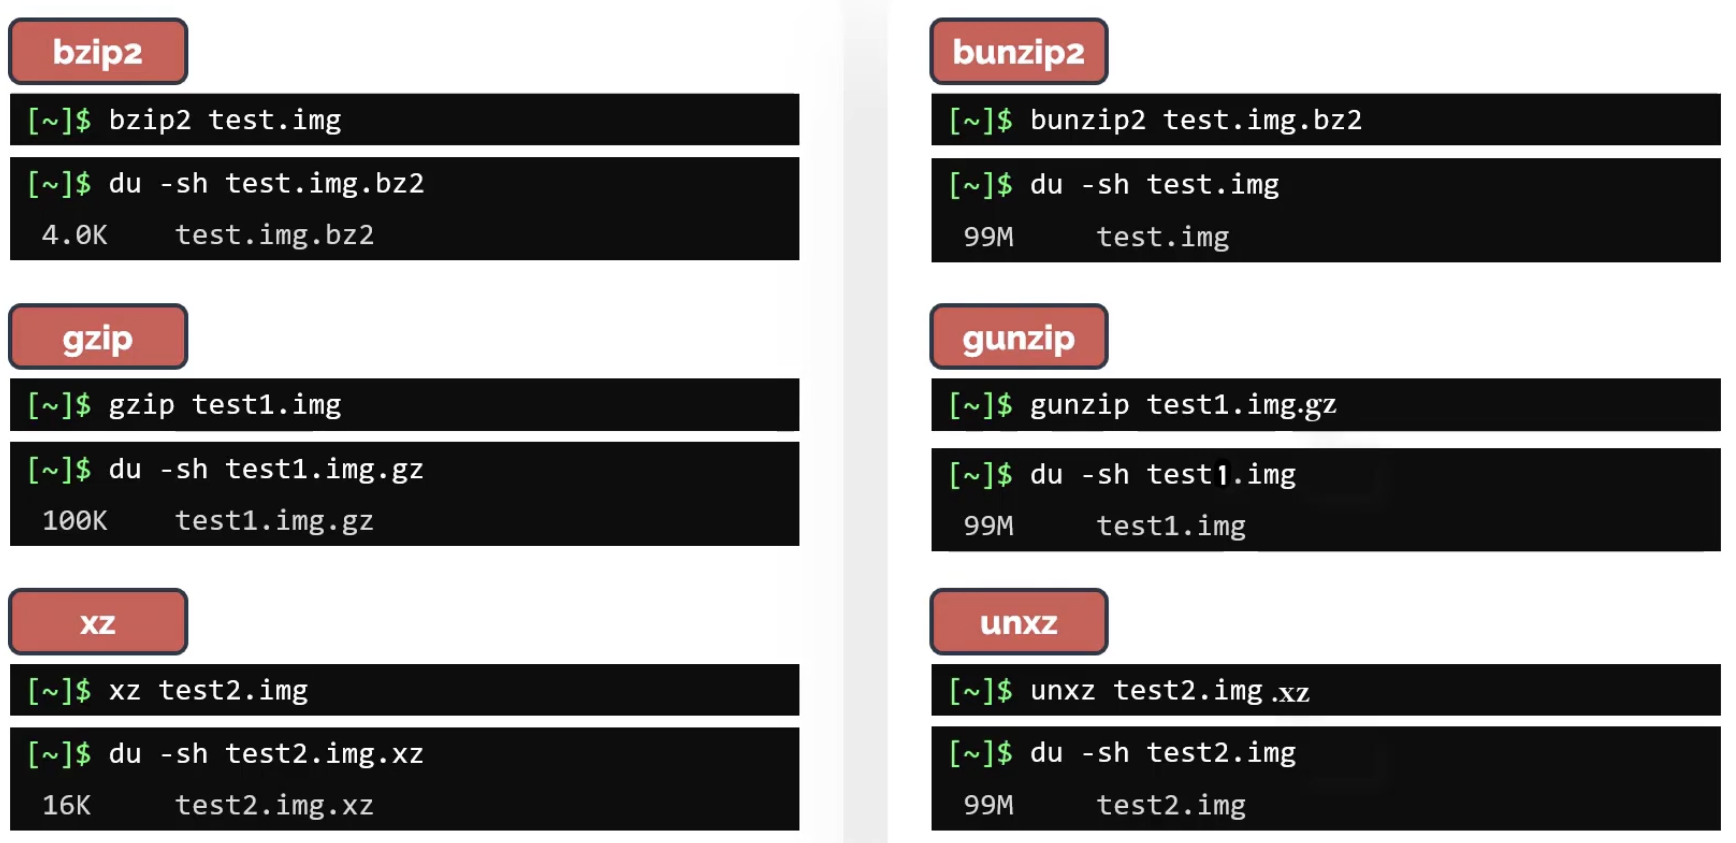 bzip2
[~]$ bzip2 test.img
[~]$ du -sh test.img.bz2
4.0K    test.img.bz2
gzip
[~]$ gzip test1.img
[~]$ du -sh test1.img.gz
100K    test1.img.gz
xz
[~]$ xz test2.img
[~]$ du -sh test2.img.xz
16K     test2.img.xz
bunzip2
[~]$ bunzip2 test.img.bz2
[~]$ du -sh test.img
99M     test.img
gunzip
[~]$ gunzip test1.img.gz
[~]$ du -sh test1.img
99M     test1.img
unxz
[~]$ unxz test2.img .xz
[~]$ du -sh test2.img
99M     test2.img